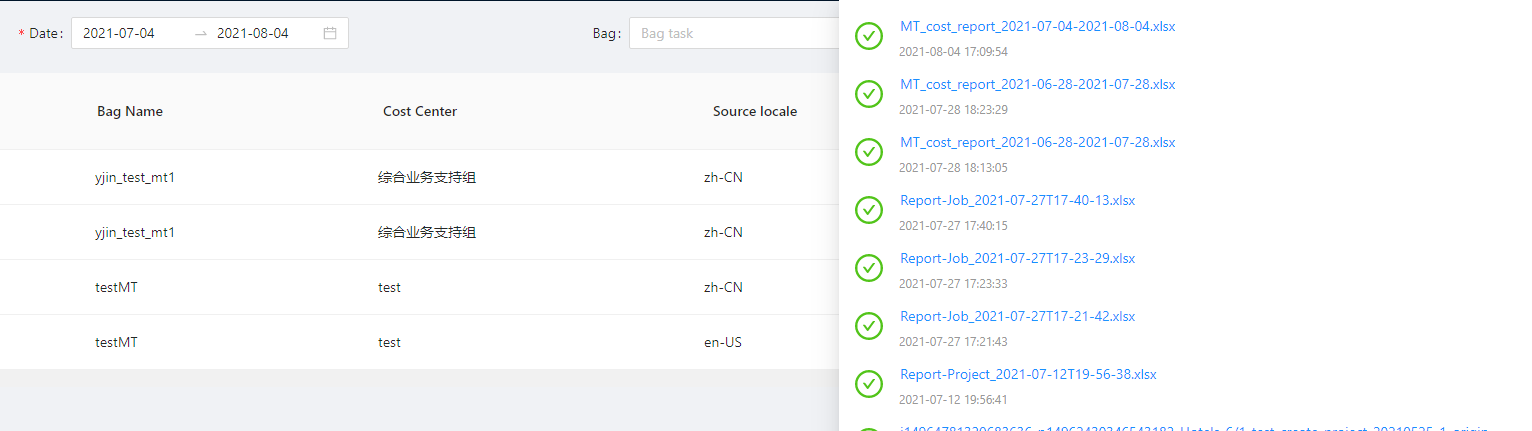 * Date: 2021-07-04 → 2021-08-04 Bag: Bag task
Bag Name Cost Center Source locale
yjin_test_mt1 综合业务支持组 zh-CN
yjin_test_mt1 综合业务支持组 zh-CN
testMT test zh-CN
testMT test en-US
MT_cost_report_2021-07-04-2021-08-04.xlsx
2021-08-04 17:09:54
MT_cost_report_2021-06-28-2021-07-28.xlsx
2021-07-28 18:23:29
MT_cost_report_2021-06-28-2021-07-28.xlsx
2021-07-28 18:13:05
Report-Job_2021-07-27T17-40-13.xlsx
2021-07-27 17:40:15
Report-Job_2021-07-27T17-23-29.xlsx
2021-07-27 17:23:33
Report-Job_2021-07-27T17-21-42.xlsx
2021-07-27 17:21:43
Report-Project_2021-07-12T19-56-38.xlsx
2021-07-12 19:56:41